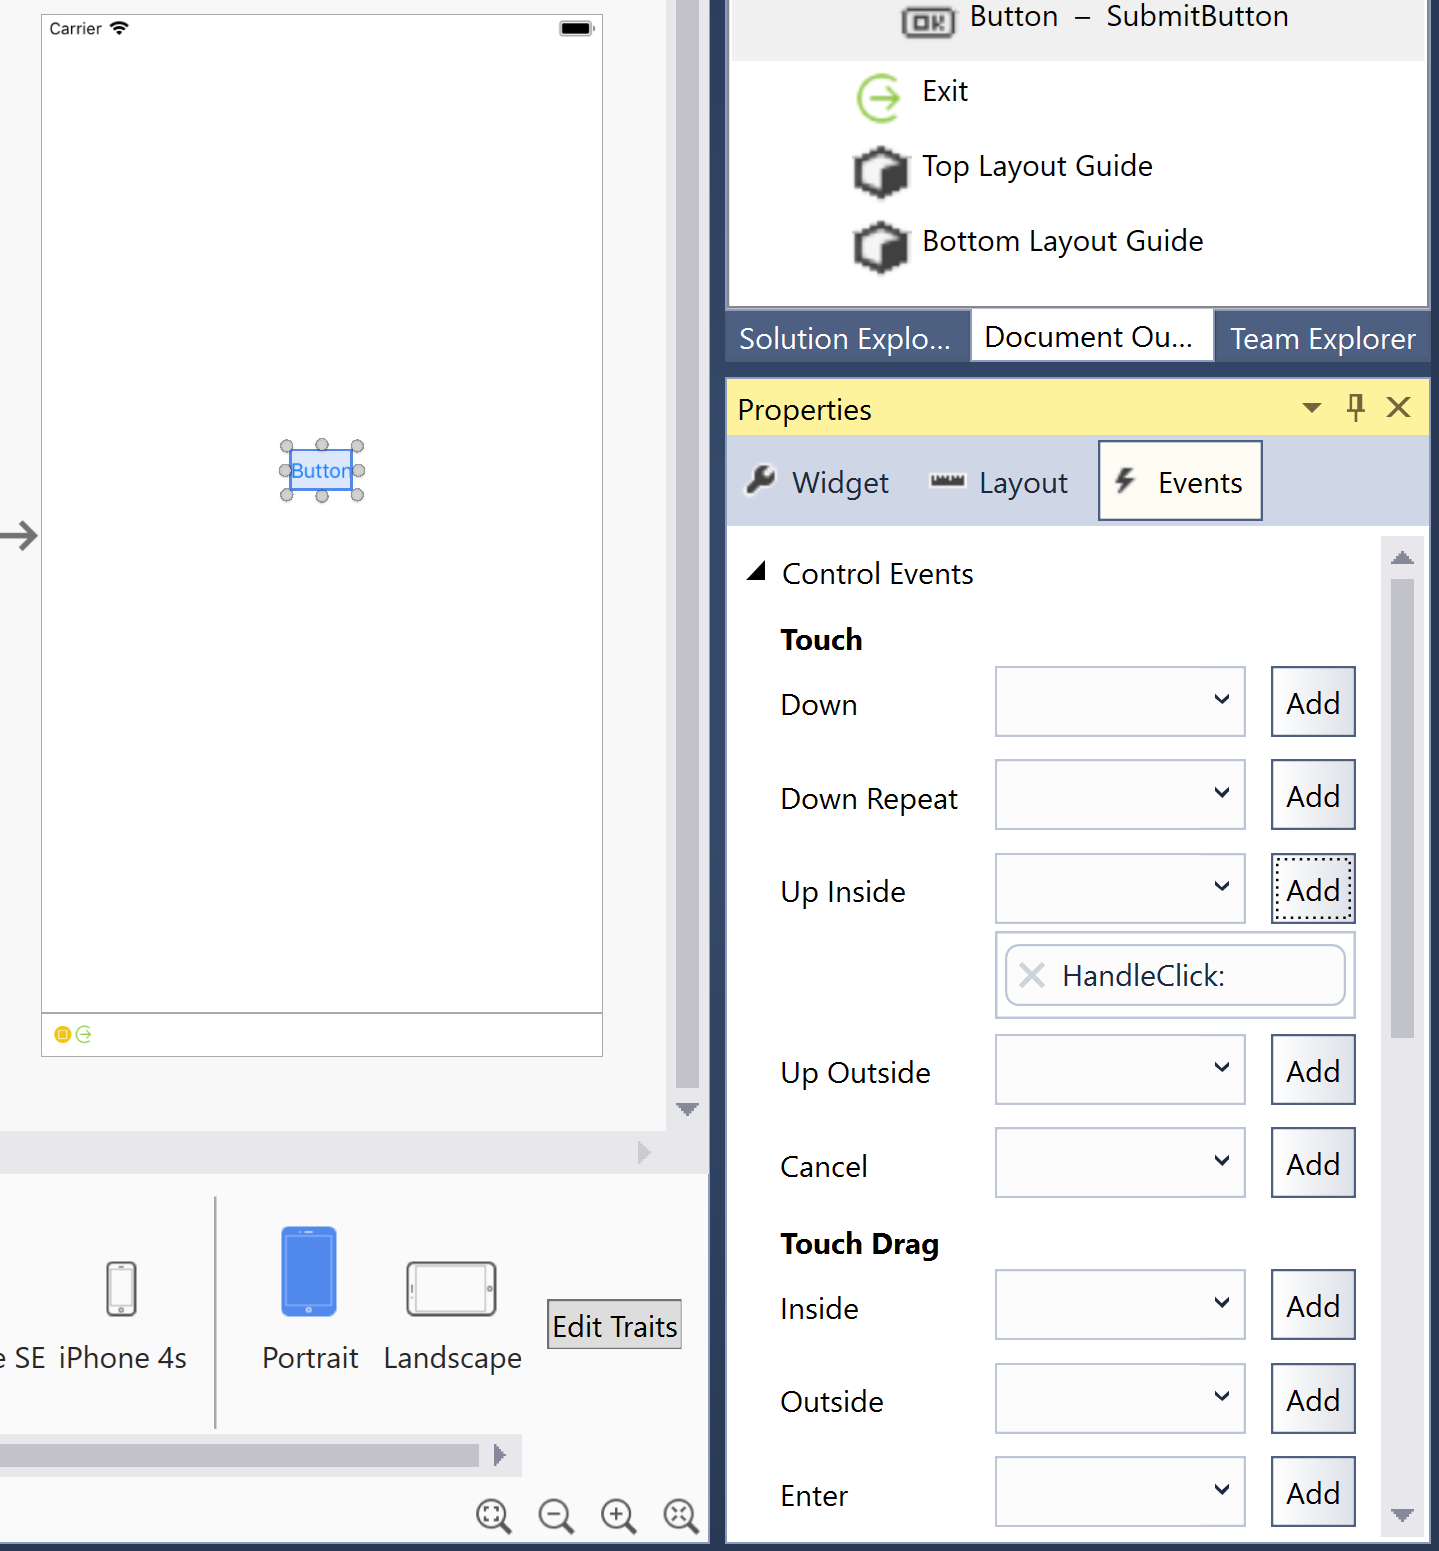 Carrier
Button
e SE
iPhone 4s
Portrait
Landscape
Edit Traits
OK Button – SubmitButton
Exit
Top Layout Guide
Bottom Layout Guide
Solution Explo...
Document Ou...
Team Explorer
Properties
Widget
Layout
Events
Control Events
Touch
Down Add
Down Repeat Add
Up Inside Add
HandleClick:
Up Outside Add
Cancel Add
Touch Drag
Inside Add
Outside Add
Enter Add